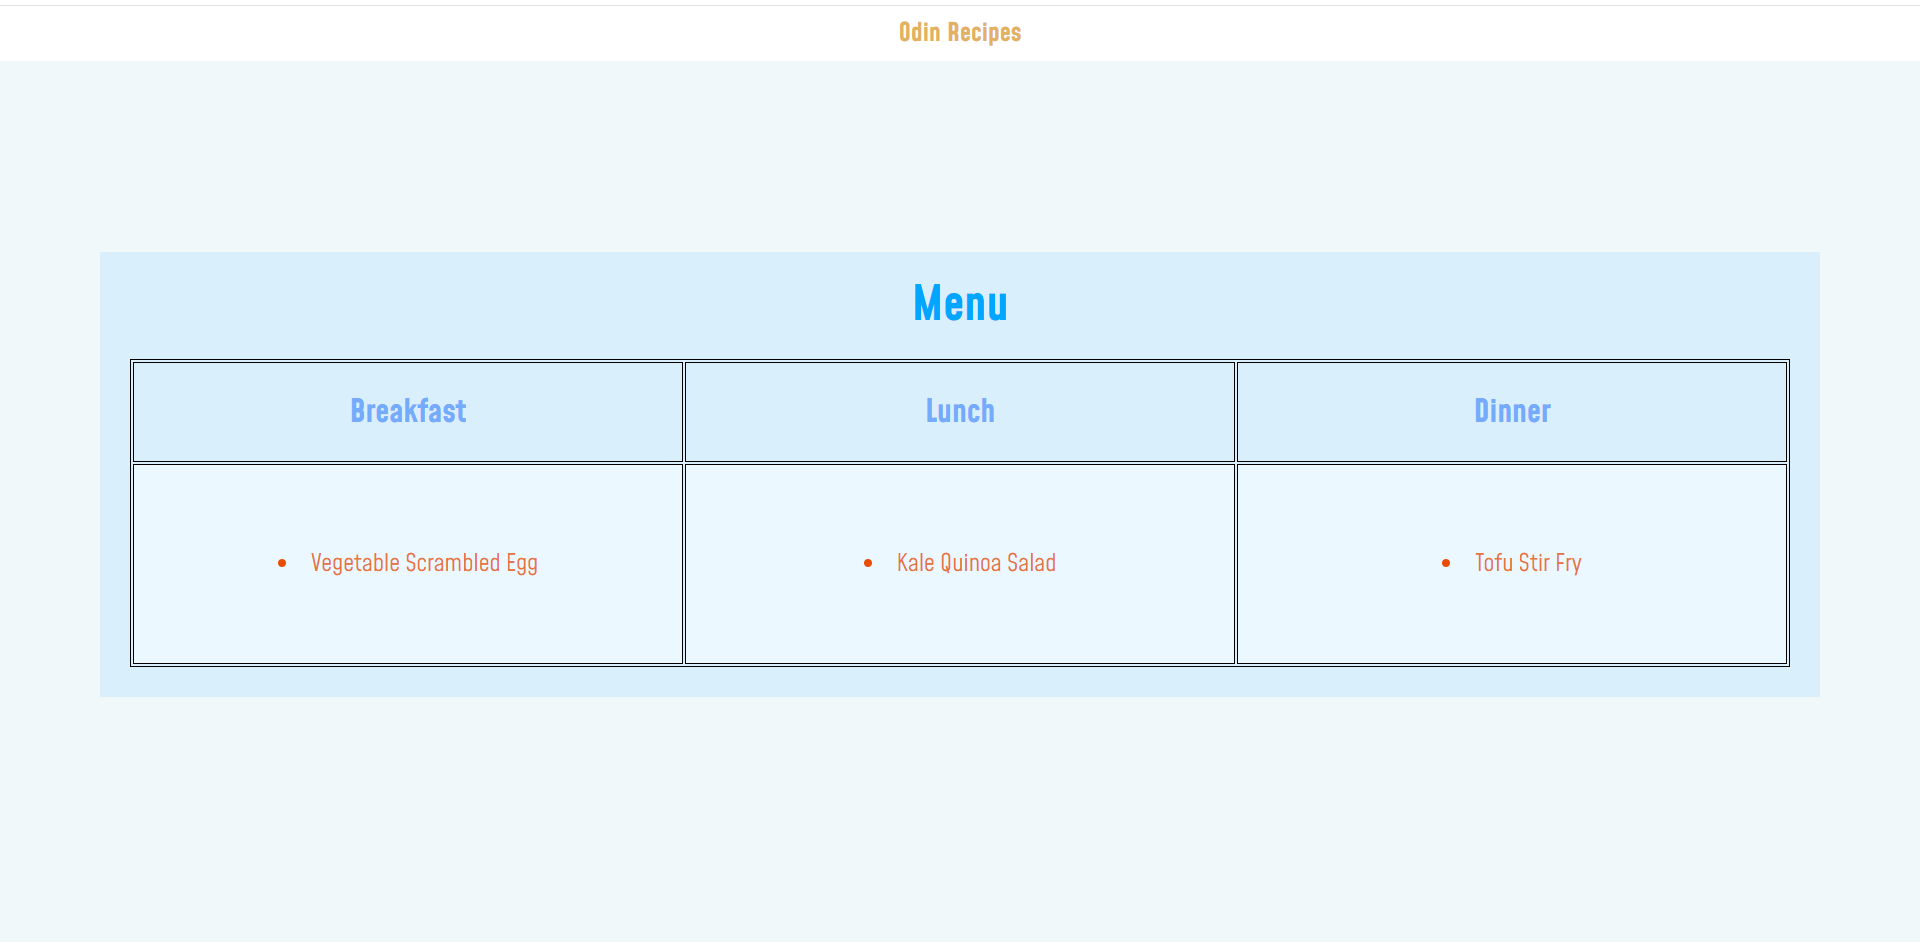 Odin Recipes
Menu
Breakfast Lunch Dinner
Vegetable Scrambled Egg Kale Quinoa Salad Tofu Stir Fry